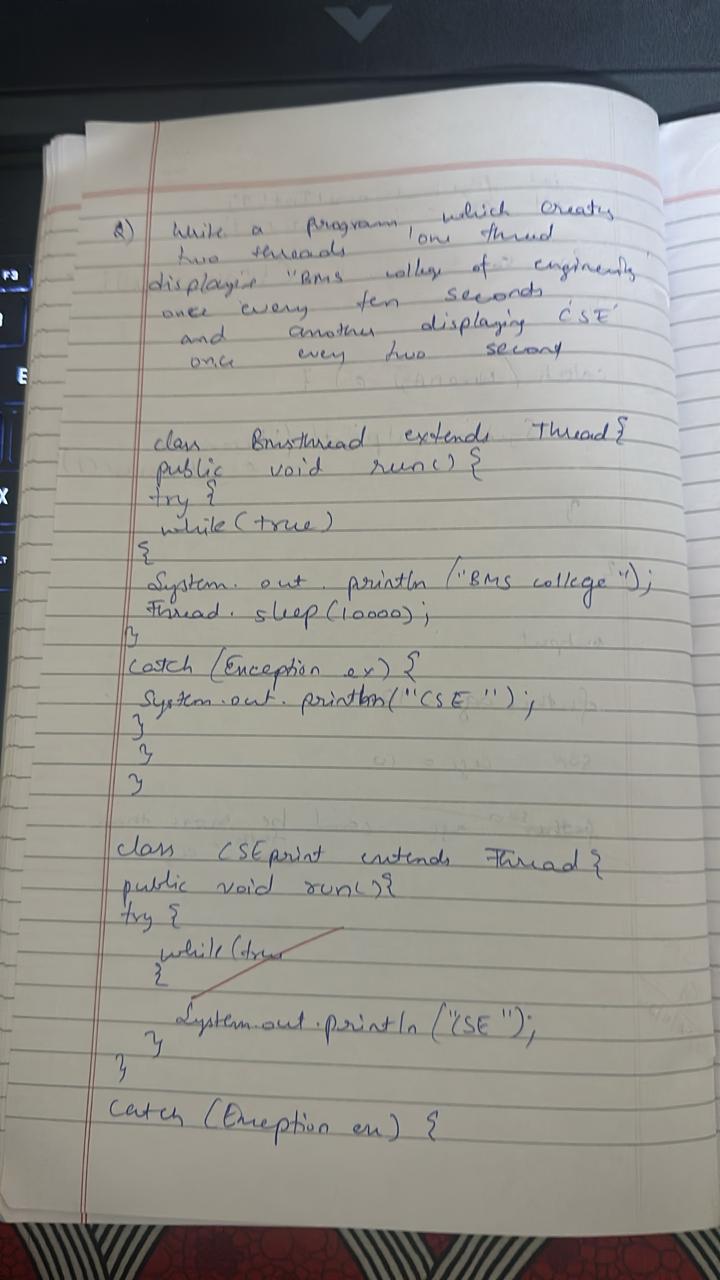 Q) Write a program which creates
two threads 'one thread
displaying "BMS college of engineering
once every ten seconds
and another displaying 'CSE'
once every two second
class Bmsthread extends Thread {
public void run() {
try {
while (true)
{
System. out . println ("BMS college ");
Thread . sleep (10000);
}
catch (Exception ex) {
System.out. println("CSE ");
}
}
}
class CSEprint extends Thread {
public void run() {
try {
while (true
{
System.out.println ("CSE ");
}
}
catch (Exception en) {